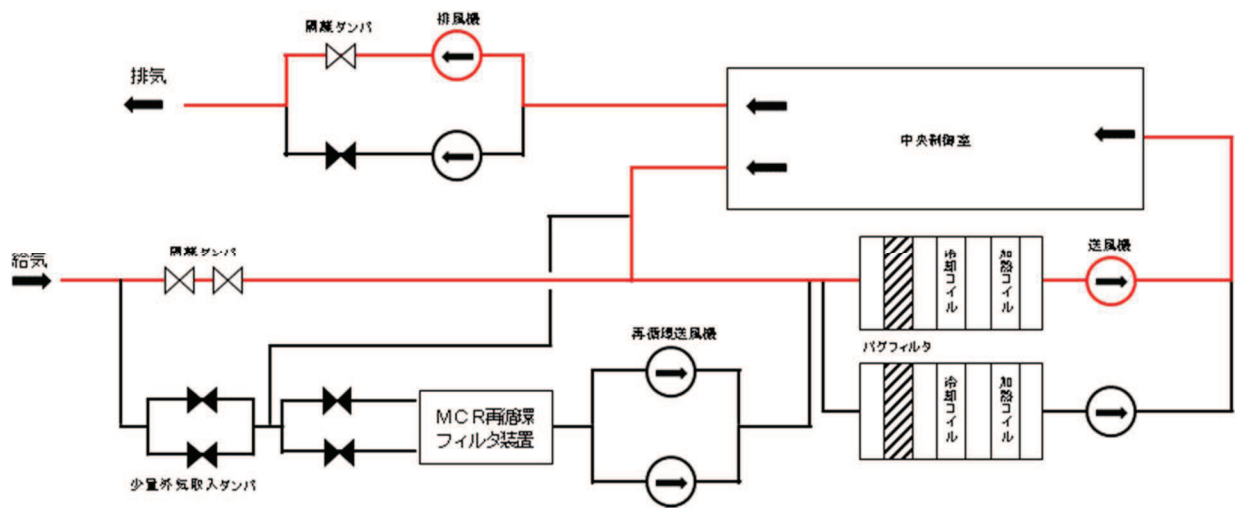 隔離ダンパ
排風機
排気
中央制御室
給気
隔離ダンパ
送風機
冷却コイル
加熱コイル
再循環送風機
バグフィルタ
冷却コイル
加熱コイル
MCR再循環
フィルタ装置
少量外気取入ダンパ